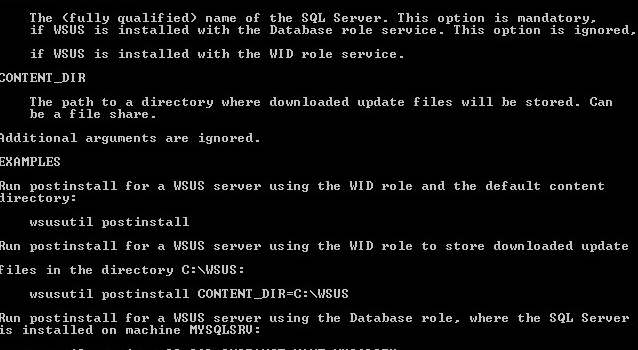 The (fully qualified) name of the SQL Server. This option is mandatory,
if WSUS is installed with the Database role service. This option is ignored,
if WSUS is installed with the WID role service.
CONTENT_DIR
The path to a directory where downloaded update files will be stored. Can
be a file share.
Additional arguments are ignored.
EXAMPLES
Run postinstall for a WSUS server using the WID role and the default content
directory:
wsusutil postinstall
Run postinstall for a WSUS server using the WID role to store downloaded update
files in the directory C:\WSUS:
wsusutil postinstall CONTENT_DIR=C:\WSUS
Run postinstall for a WSUS server using the Database role, where the SQL Server
is installed on machine MYSQLSRV: